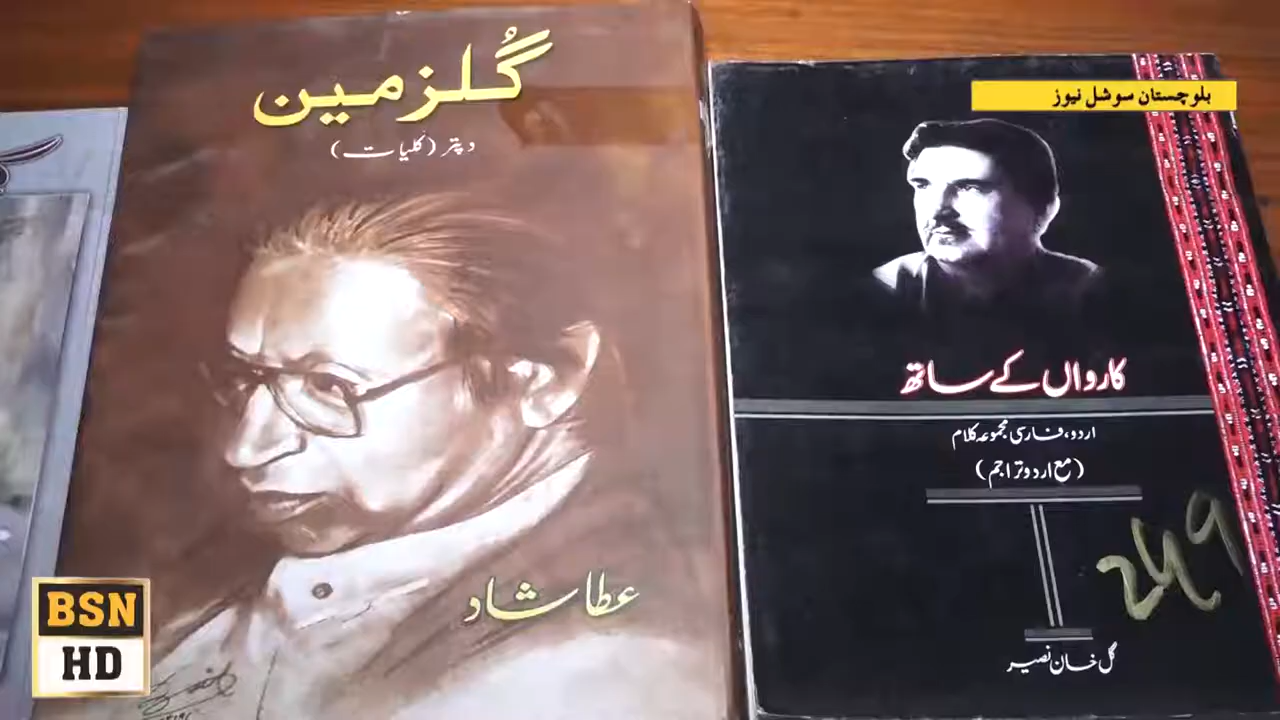 گلزمین
دپتر (کلیات)
عطا شاد
بلوچستان سوشل نیوز
کارواں کے ساتھ
اردو، فارسی مجموعہ کلام
(مع اردو تراجم)
249
گل خان نصیر
BSN
HD